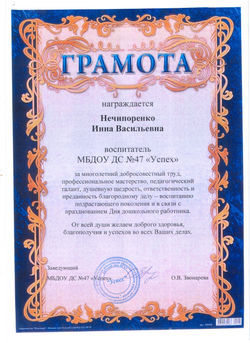 ГРАМОТА
награждается
Нечипоренко
Инна Васильевна
воспитатель
МБДОУ ДС №47 «Успех»
за многолетний добросовестный труд,
профессиональное мастерство, педагогический
талант, душевную щедрость, ответственность и
преданность благородному делу – воспитанию
подрастающего поколения и в связи с
празднованием Дня дошкольного работника.
От всей души желаем доброго здоровья,
благополучия и успехов во всех Ваших делах.
Заведующий
МБДОУ ДС №47 «Успех» О.В. Звонарева